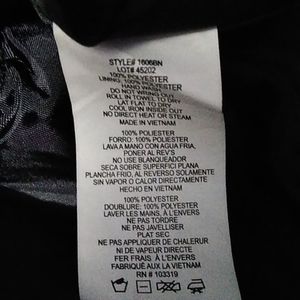 STYLE# 1606BN
LOT# 45202
100% POLYESTER
LINING: 100% POLYESTER
HAND WASH
DO NOT WRING OUT
ROLL IN TOWEL TO DRY
LAY FLAT TO DRY
COOL IRON INSIDE OUT
NO DIRECT HEAT OR STEAM
MADE IN VIETNAM
100% POLIESTER
FORRO: 100% POLIESTER
LAVA A MANO CON AGUA FRIA,
PONER AL REV'S
NO USE BLANQUEADOR
SECA SOBRE SUPERFICI PLANA
PLANCHA FRIO, AL REVERSO SOLAMENTE
SIN VAPOR O CALOR DIRECTAMENTE
HECHO EN VIETNAM
100% POLYESTER
DOUBLURE: 100% POLYESTER
LAVER LES MAINS, À L'ENVERS
NE PAS TORDRE
NE PAS JAVELLISER
PLAT SEC
NE PAS APPLIQUER DE CHALEUR
NI DE VAPEUR DIRECTE
FER FRAIS, À L'ENVERS
FABRIQUÉ AUX LA VIETNAM
RN # 103319